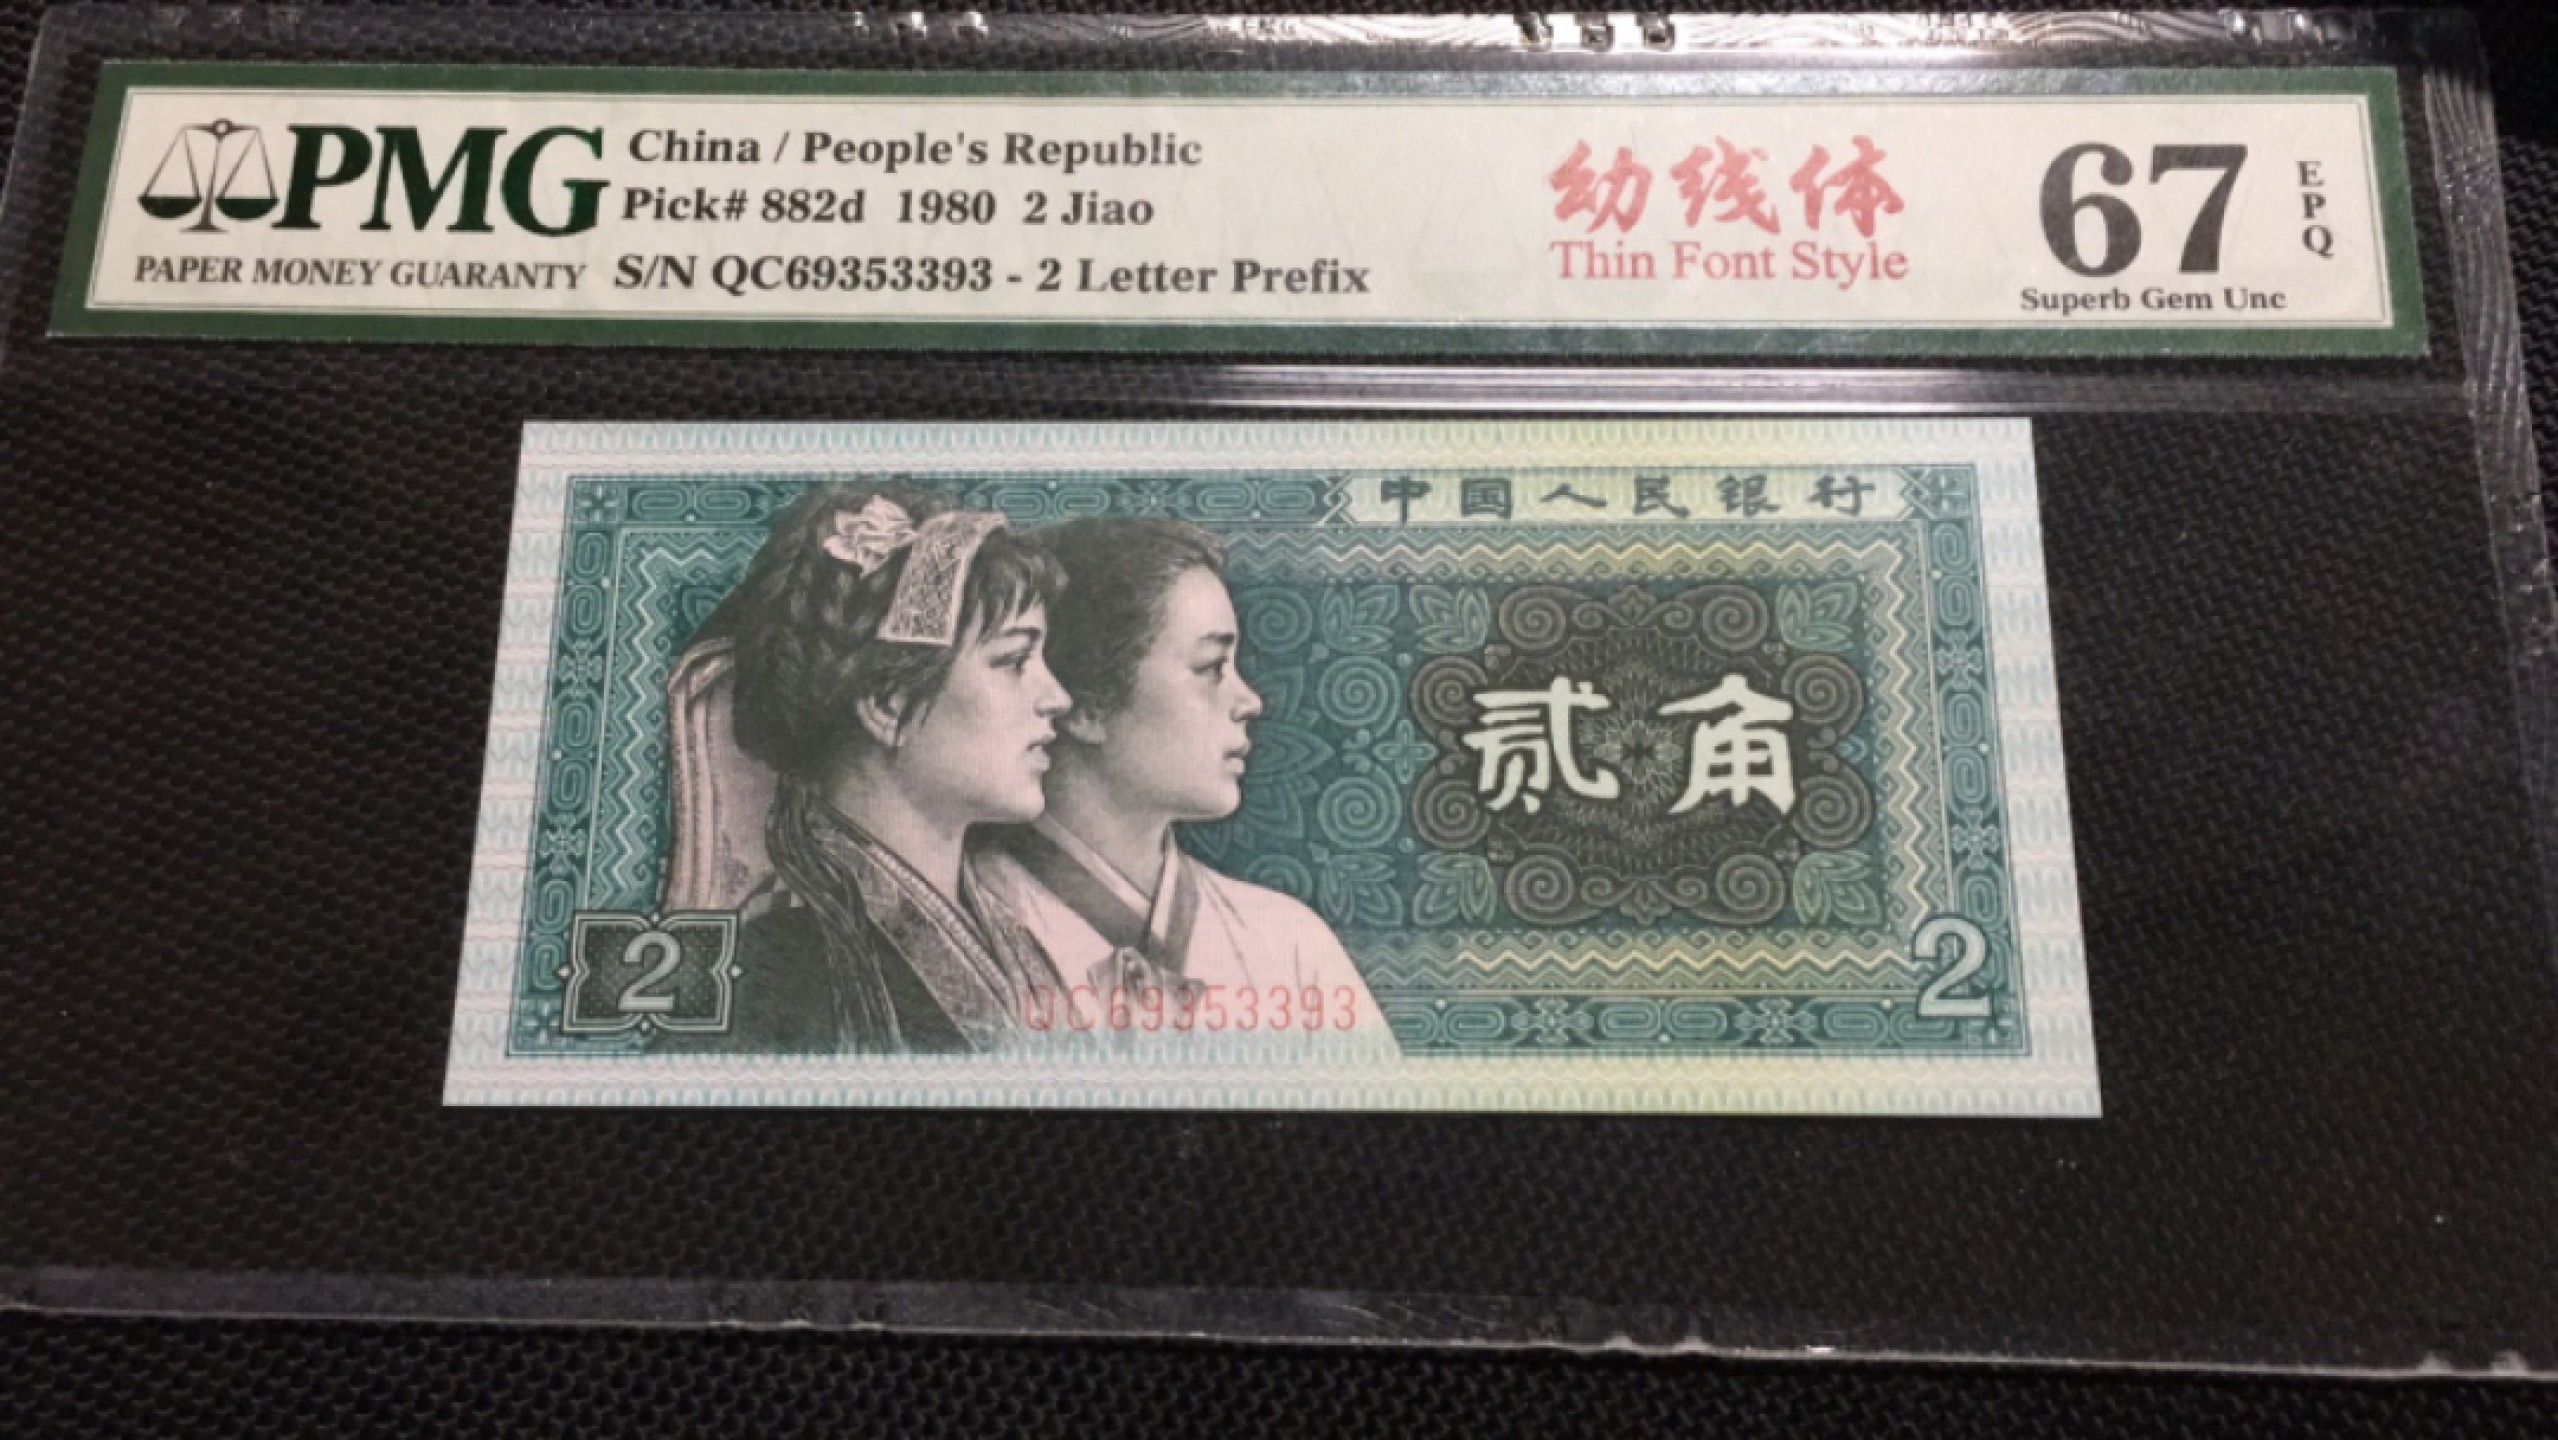 PMG
PAPER MONEY GUARANTY
China / People's Republic
Pick# 882d 1980 2 Jiao
S/N QC69353393 - 2 Letter Prefix
幼线体
Thin Font Style
67
EPQ
Superb Gem Unc
中国人民银行
贰角
2
2
QC69353393